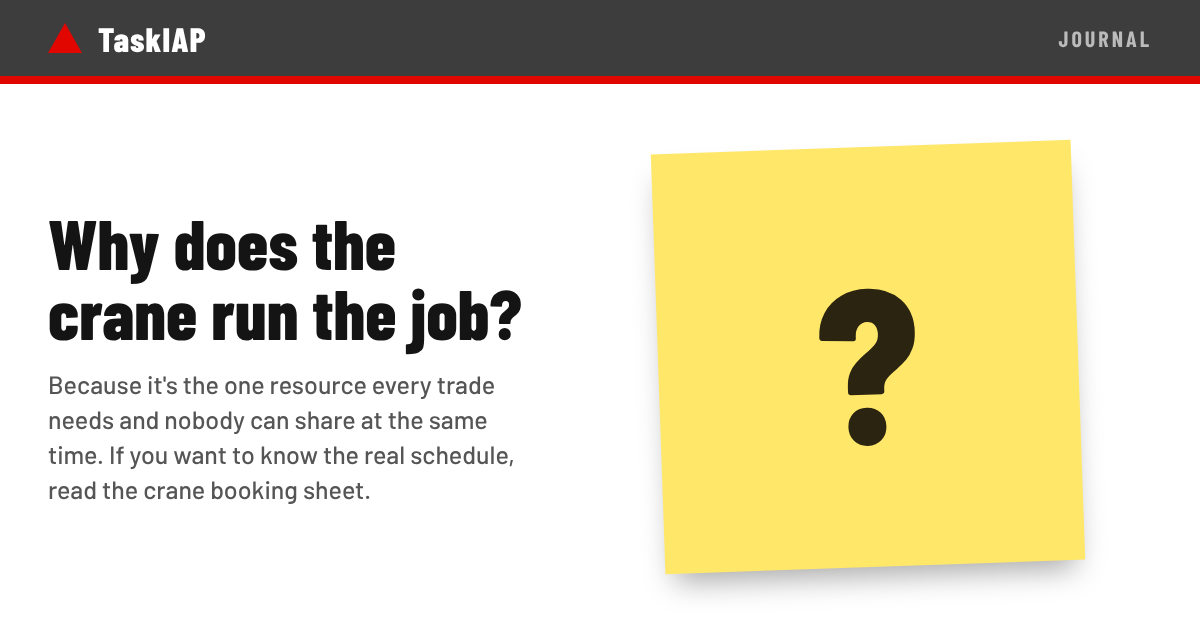 TaskIAP
JOURNAL
Why does the
crane run the job?
Because it's the one resource every trade
needs and nobody can share at the same
time. If you want to know the real schedule,
read the crane booking sheet.
?